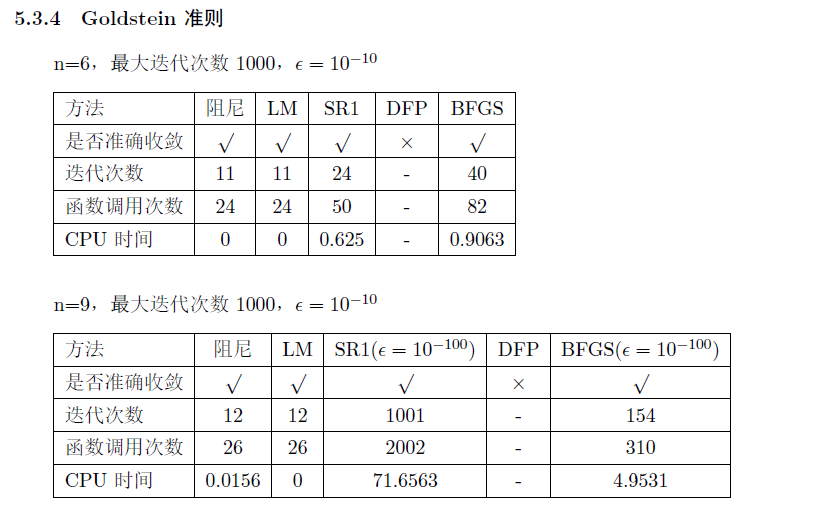 5.3.4 Goldstein 准则
n=6，最大迭代次数 1000，ϵ = 10⁻¹⁰
方法 阻尼 LM SR1 DFP BFGS
是否准确收敛 √ √ √ × √
迭代次数 11 11 24 - 40
函数调用次数 24 24 50 - 82
CPU 时间 0 0 0.625 - 0.9063
n=9，最大迭代次数 1000，ϵ = 10⁻¹⁰
方法 阻尼 LM SR1(ϵ = 10⁻¹⁰⁰) DFP BFGS(ϵ = 10⁻¹⁰⁰)
是否准确收敛 √ √ √ × √
迭代次数 12 12 1001 - 154
函数调用次数 26 26 2002 - 310
CPU 时间 0.0156 0 71.6563 - 4.9531